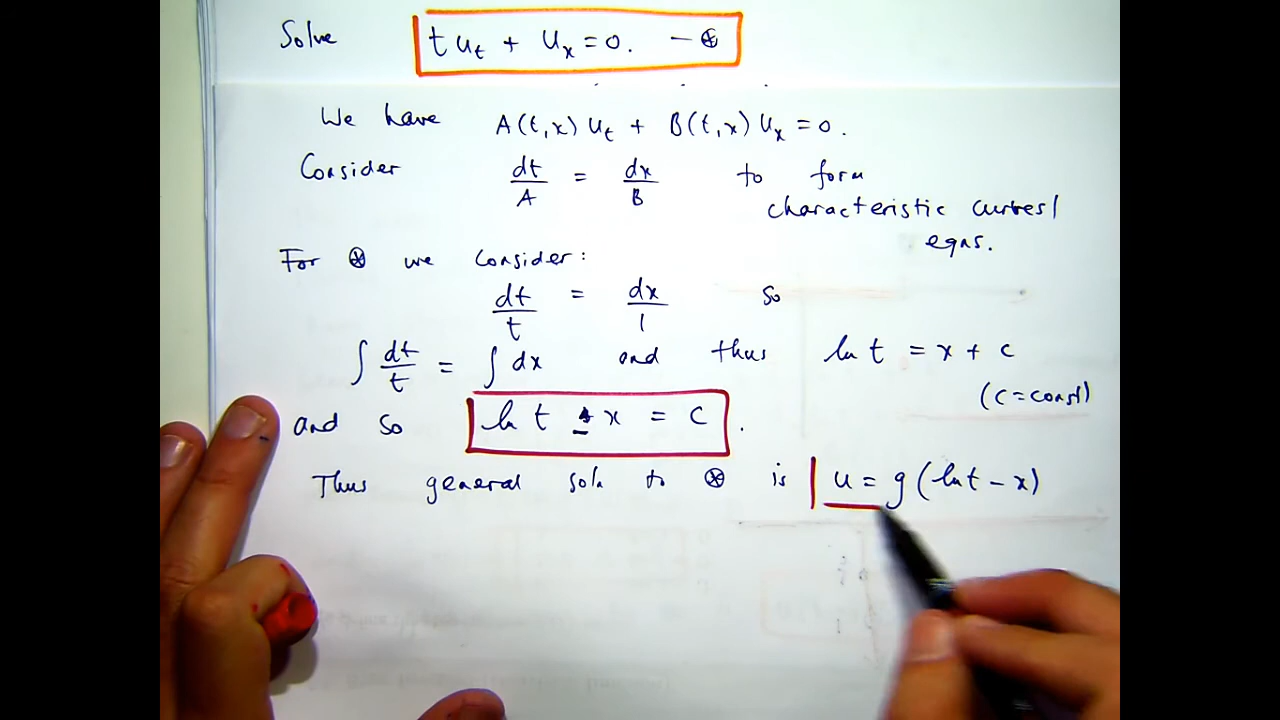 Solve t u_t + u_x = 0. — ⊛
We have A(t,x) u_t + B(t,x) u_x = 0.
Consider dt/A = dx/B to form
characteristic curves/
eqns.
For ⊛ we consider:
dt/t = dx/1 so
∫ dt/t = ∫ dx and thus ln t = x + c
(c = const)
and so ln t - x = c.
Thus general soln to ⊛ is u = g(ln t - x)